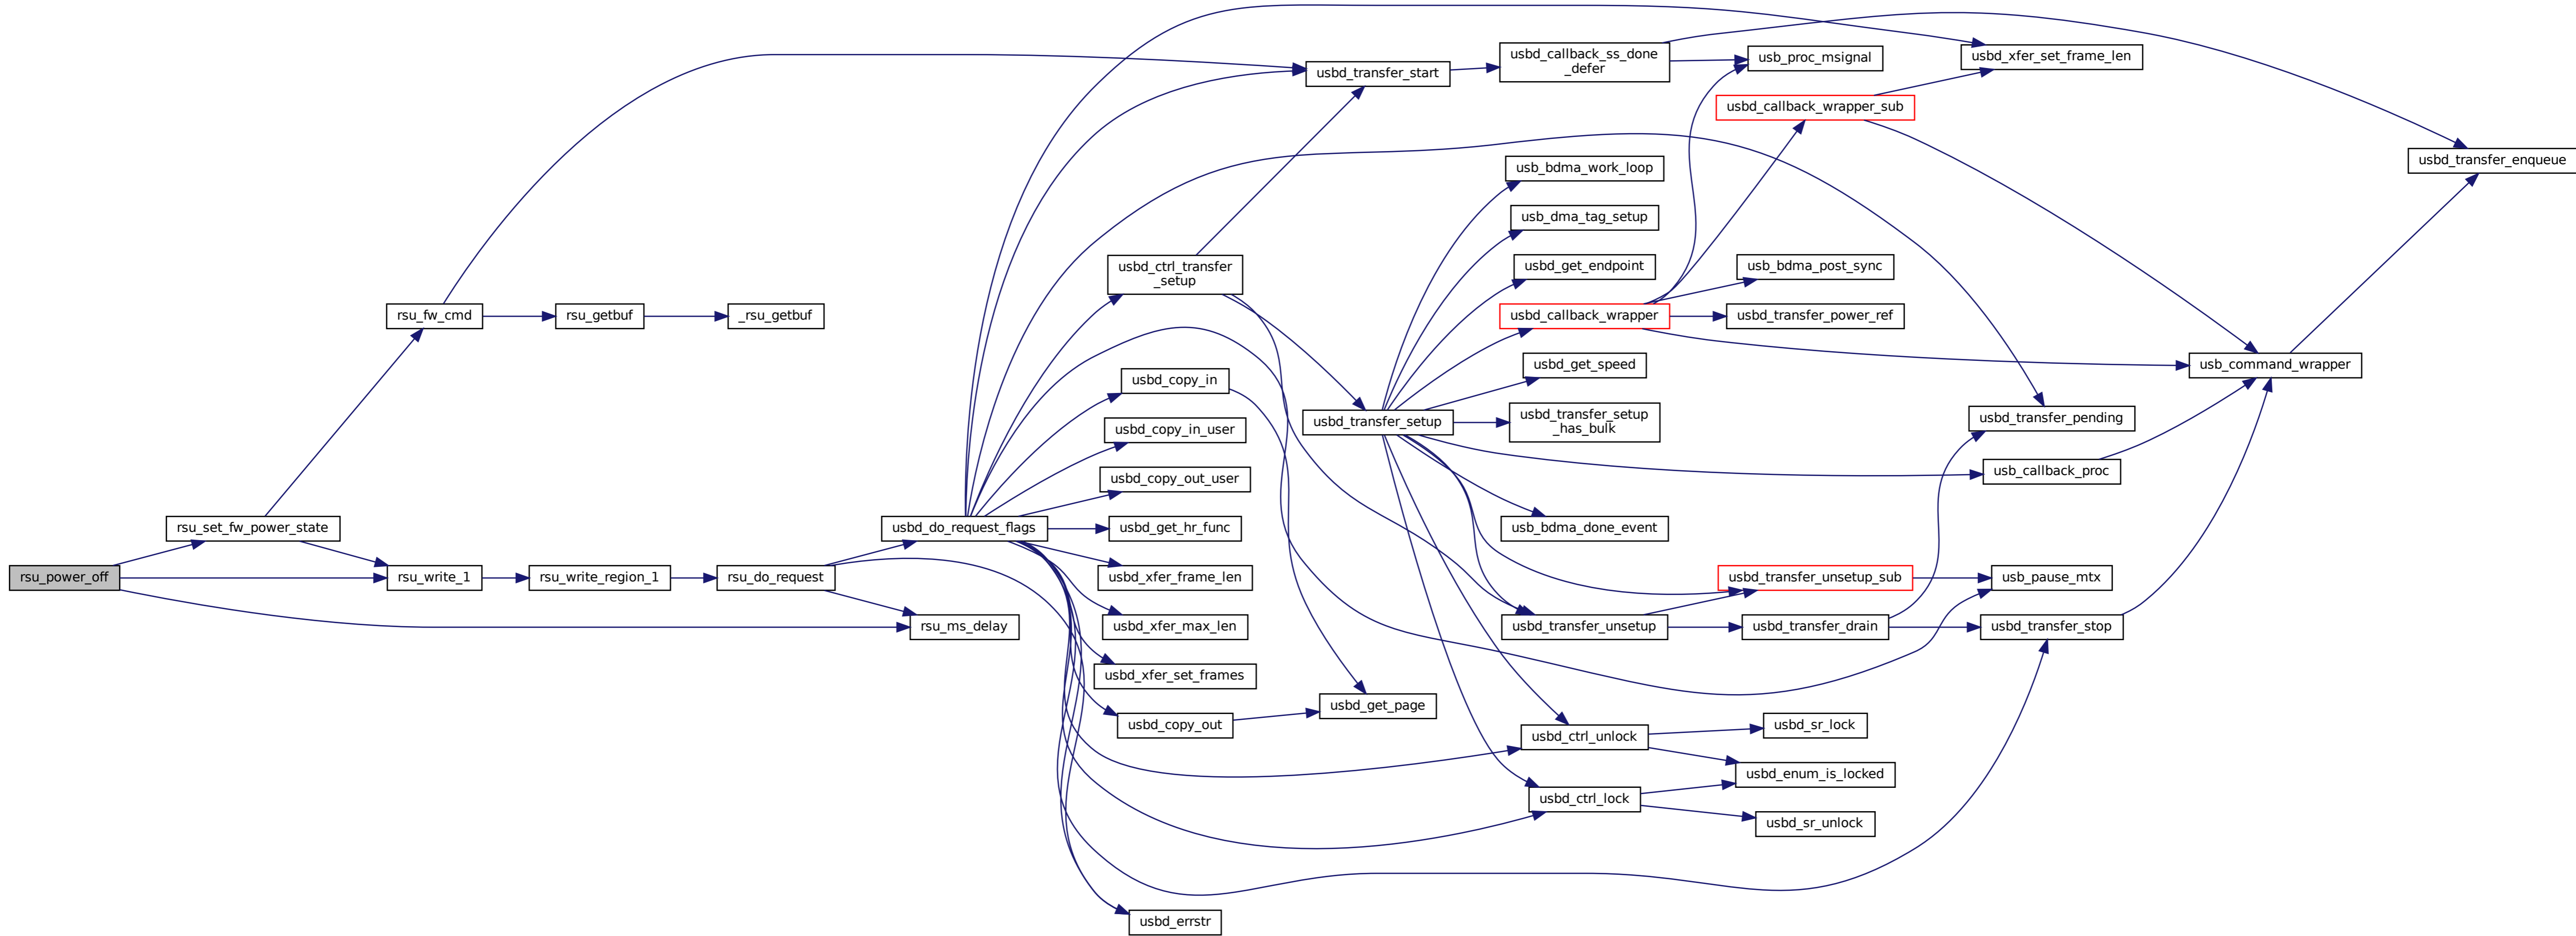 rsu_power_off
rsu_set_fw_power_state
rsu_fw_cmd
rsu_write_1
rsu_getbuf
rsu_write_region_1
_rsu_getbuf
rsu_do_request
usbd_do_request_flags
rsu_ms_delay
usbd_ctrl_transfer
_setup
usbd_copy_in
usbd_copy_in_user
usbd_copy_out_user
usbd_get_hr_func
usbd_xfer_frame_len
usbd_xfer_max_len
usbd_xfer_set_frames
usbd_copy_out
usbd_errstr
usbd_transfer_start
usbd_transfer_setup
usbd_get_page
usbd_callback_ss_done
_defer
usb_bdma_work_loop
usb_dma_tag_setup
usbd_get_endpoint
usbd_callback_wrapper
usbd_get_speed
usbd_transfer_setup
_has_bulk
usb_bdma_done_event
usbd_transfer_unsetup
usbd_ctrl_unlock
usbd_ctrl_lock
usb_proc_msignal
usbd_callback_wrapper_sub
usb_bdma_post_sync
usbd_transfer_power_ref
usbd_transfer_unsetup_sub
usbd_transfer_drain
usbd_sr_lock
usbd_enum_is_locked
usbd_sr_unlock
usbd_xfer_set_frame_len
usbd_transfer_pending
usb_callback_proc
usb_pause_mtx
usbd_transfer_stop
usb_command_wrapper
usbd_transfer_enqueue